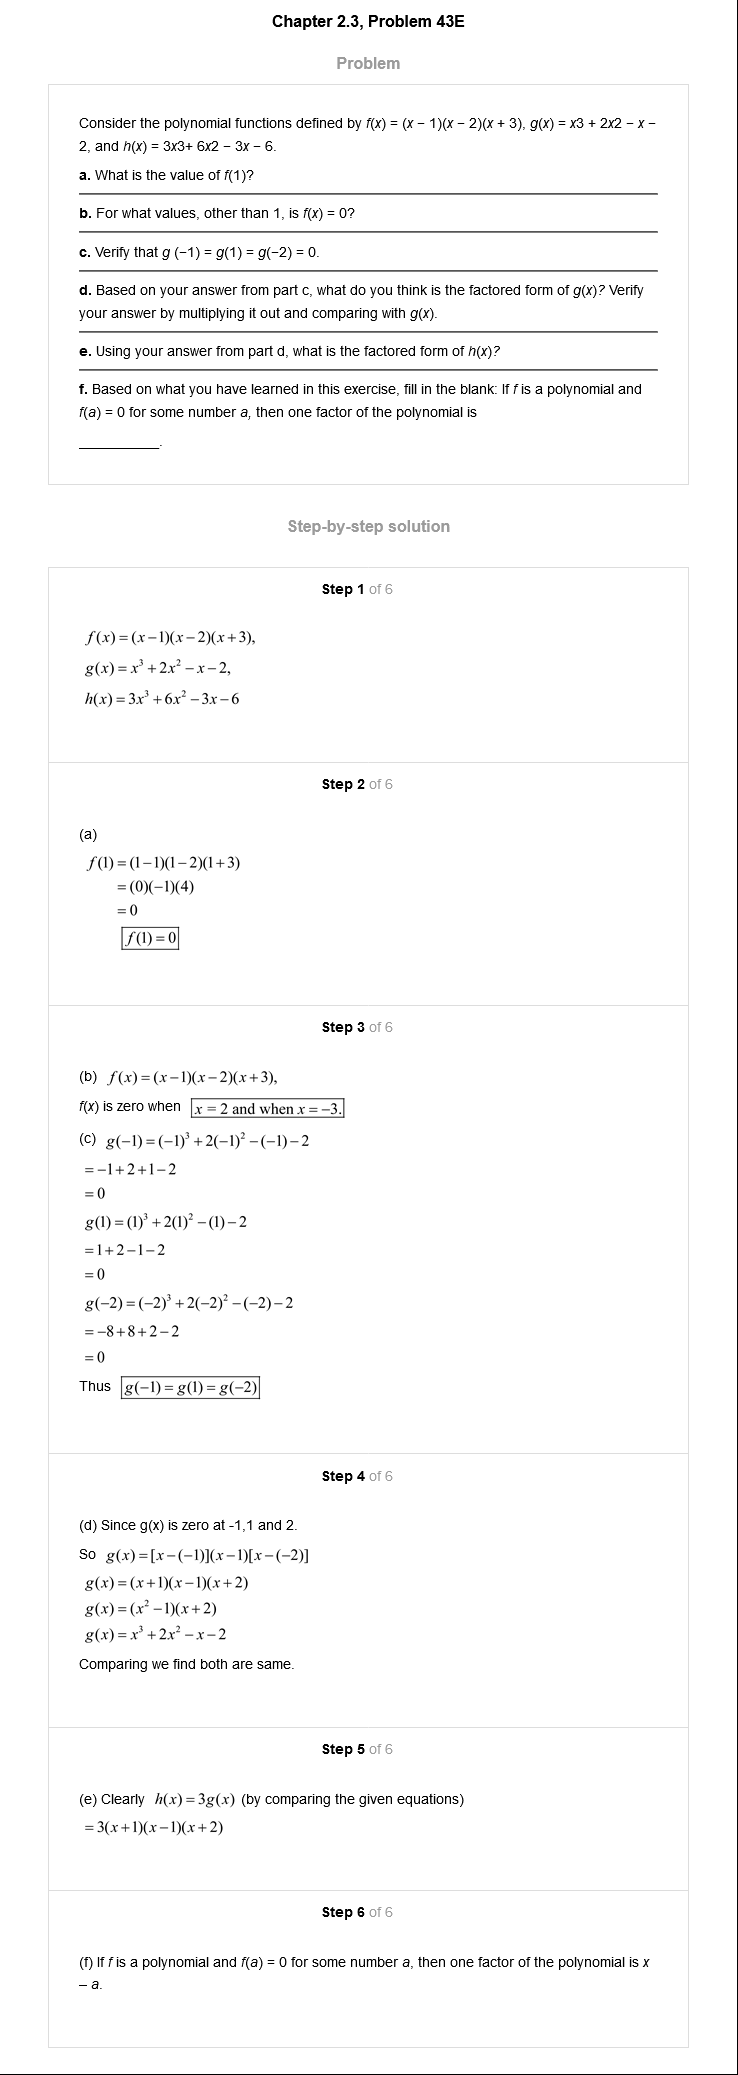 Chapter 2.3, Problem 43E
Problem
Consider the polynomial functions defined by f(x) = (x − 1)(x − 2)(x + 3), g(x) = x3 + 2x2 − x −
2, and h(x) = 3x3+ 6x2 − 3x − 6.
a. What is the value of f(1)?
b. For what values, other than 1, is f(x) = 0?
c. Verify that g (−1) = g(1) = g(−2) = 0.
d. Based on your answer from part c, what do you think is the factored form of g(x)? Verify
your answer by multiplying it out and comparing with g(x).
e. Using your answer from part d, what is the factored form of h(x)?
f. Based on what you have learned in this exercise, fill in the blank: If f is a polynomial and
f(a) = 0 for some number a, then one factor of the polynomial is
___________.
Step-by-step solution
Step 1 of 6
f(x) = (x−1)(x−2)(x+3),
g(x) = x³ + 2x² − x − 2,
h(x) = 3x³ + 6x² − 3x − 6
Step 2 of 6
(a)
f(1) = (1−1)(1−2)(1+3)
= (0)(−1)(4)
= 0
f(1) = 0
Step 3 of 6
(b) f(x) = (x−1)(x−2)(x+3),
f(x) is zero when x = 2 and when x = −3.
(c) g(−1) = (−1)³ + 2(−1)² − (−1) − 2
= −1 + 2 + 1 − 2
= 0
g(1) = (1)³ + 2(1)² − (1) − 2
= 1 + 2 − 1 − 2
= 0
g(−2) = (−2)³ + 2(−2)² − (−2) − 2
= −8 + 8 + 2 − 2
= 0
Thus g(−1) = g(1) = g(−2)
Step 4 of 6
(d) Since g(x) is zero at -1,1 and 2.
So g(x) = [x − (−1)](x−1)[x − (−2)]
g(x) = (x+1)(x−1)(x+2)
g(x) = (x² −1)(x+2)
g(x) = x³ + 2x² − x − 2
Comparing we find both are same.
Step 5 of 6
(e) Clearly h(x) = 3g(x) (by comparing the given equations)
= 3(x+1)(x−1)(x+2)
Step 6 of 6
(f) If f is a polynomial and f(a) = 0 for some number a, then one factor of the polynomial is x
– a.